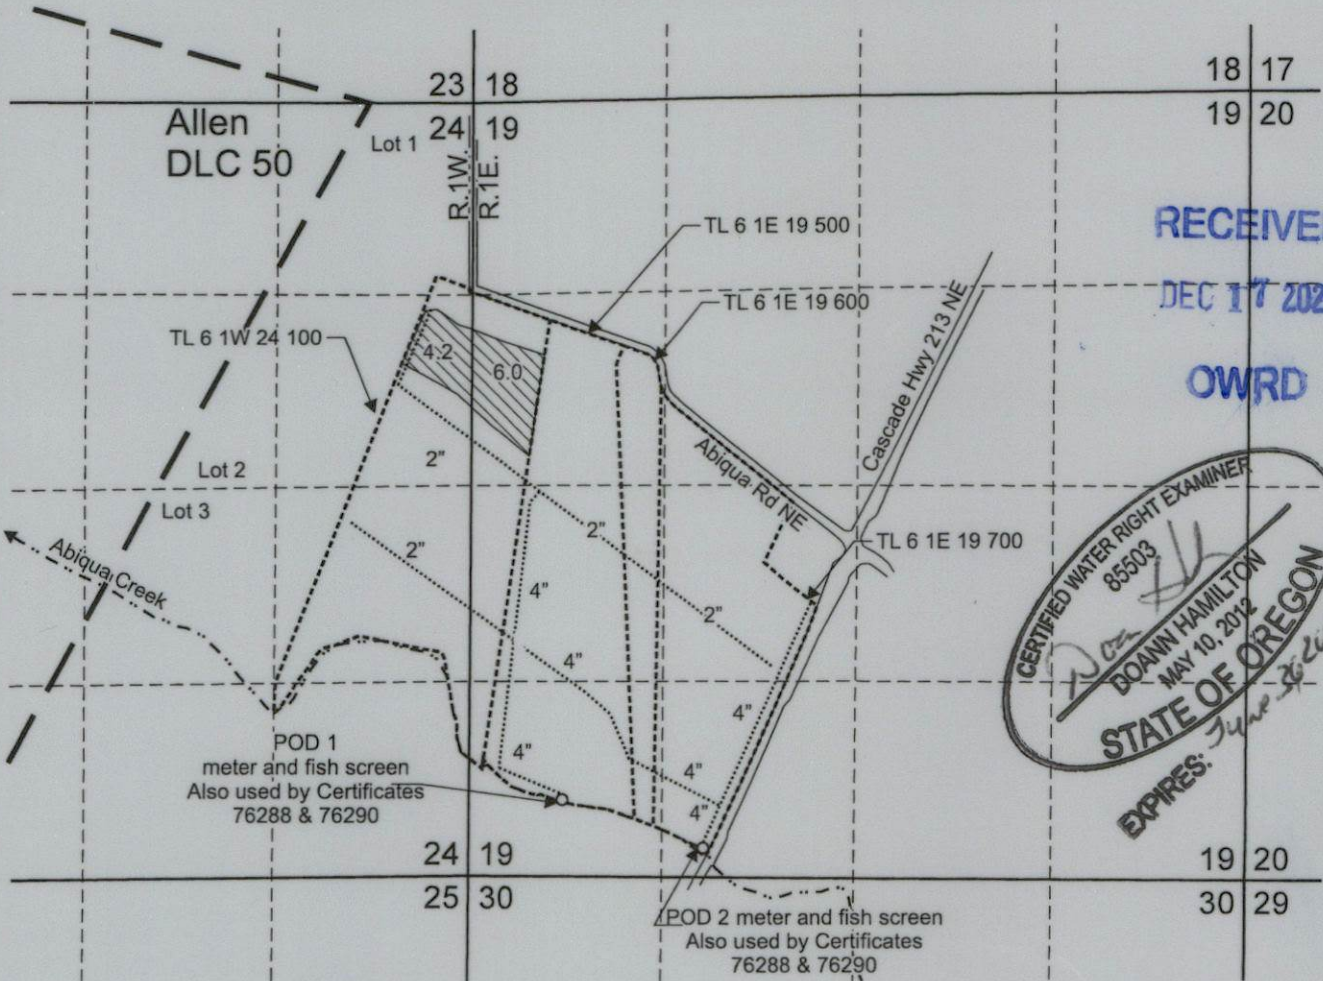 23 18
18 17
Allen
DLC 50
Lot 1
24 19
19 20
R.1W.
R.1E.
RECEIVE
TL 6 1E 19 500
DEC 17 202
TL 6 1E 19 600
Cascade Hwy 213 NE
TL 6 1W 24 100
4.2
6.0
OWRD
2"
Abiqua Rd NE
Lot 2
Lot 3
2"
2"
TL 6 1E 19 700
Abiqua Creek
4"
2"
4"
4"
4"
4"
4"
CERTIFIED WATER RIGHT EXAMINER
85503
DOANN HAMILTON
MAY 10, 2012
STATE OF OREGON
EXPIRES: June 30,
POD 1
meter and fish screen
Also used by Certificates
76288 & 76290
24 19
19 20
25 30
30 29
POD 2 meter and fish screen
Also used by Certificates
76288 & 76290